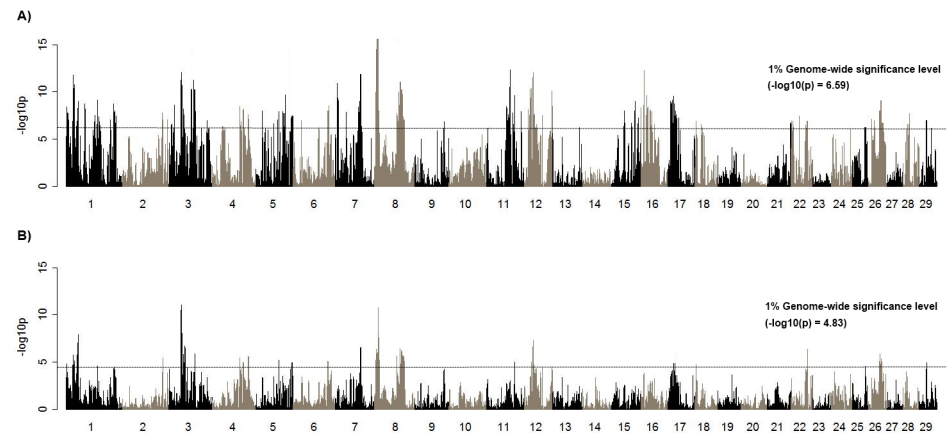 A)
15
1% Genome-wide significance level
(-log10(p) = 6.59)
10
-log10p
5
0
1 2 3 4 5 6 7 8 9 10 11 12 13 14 15 16 17 18 19 20 21 22 23 24 25 26 27 28 29
B)
15
1% Genome-wide significance level
(-log10(p) = 4.83)
10
-log10p
5
0
1 2 3 4 5 6 7 8 9 10 11 12 13 14 15 16 17 18 19 20 21 22 23 24 25 26 27 28 29